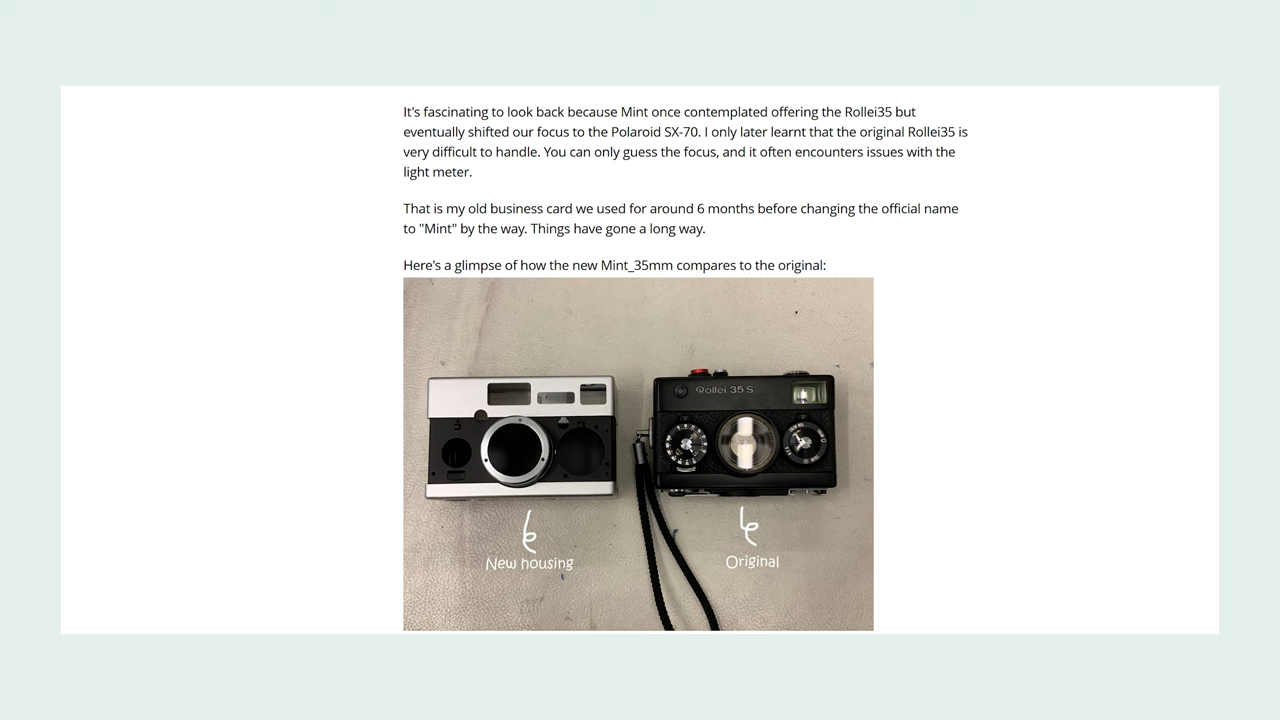 It's fascinating to look back because Mint once contemplated offering the Rollei35 but
eventually shifted our focus to the Polaroid SX-70. I only later learnt that the original Rollei35 is
very difficult to handle. You can only guess the focus, and it often encounters issues with the
light meter.
That is my old business card we used for around 6 months before changing the official name
to "Mint" by the way. Things have gone a long way.
Here's a glimpse of how the new Mint_35mm compares to the original:
Rollei 35 S
New housing
Original